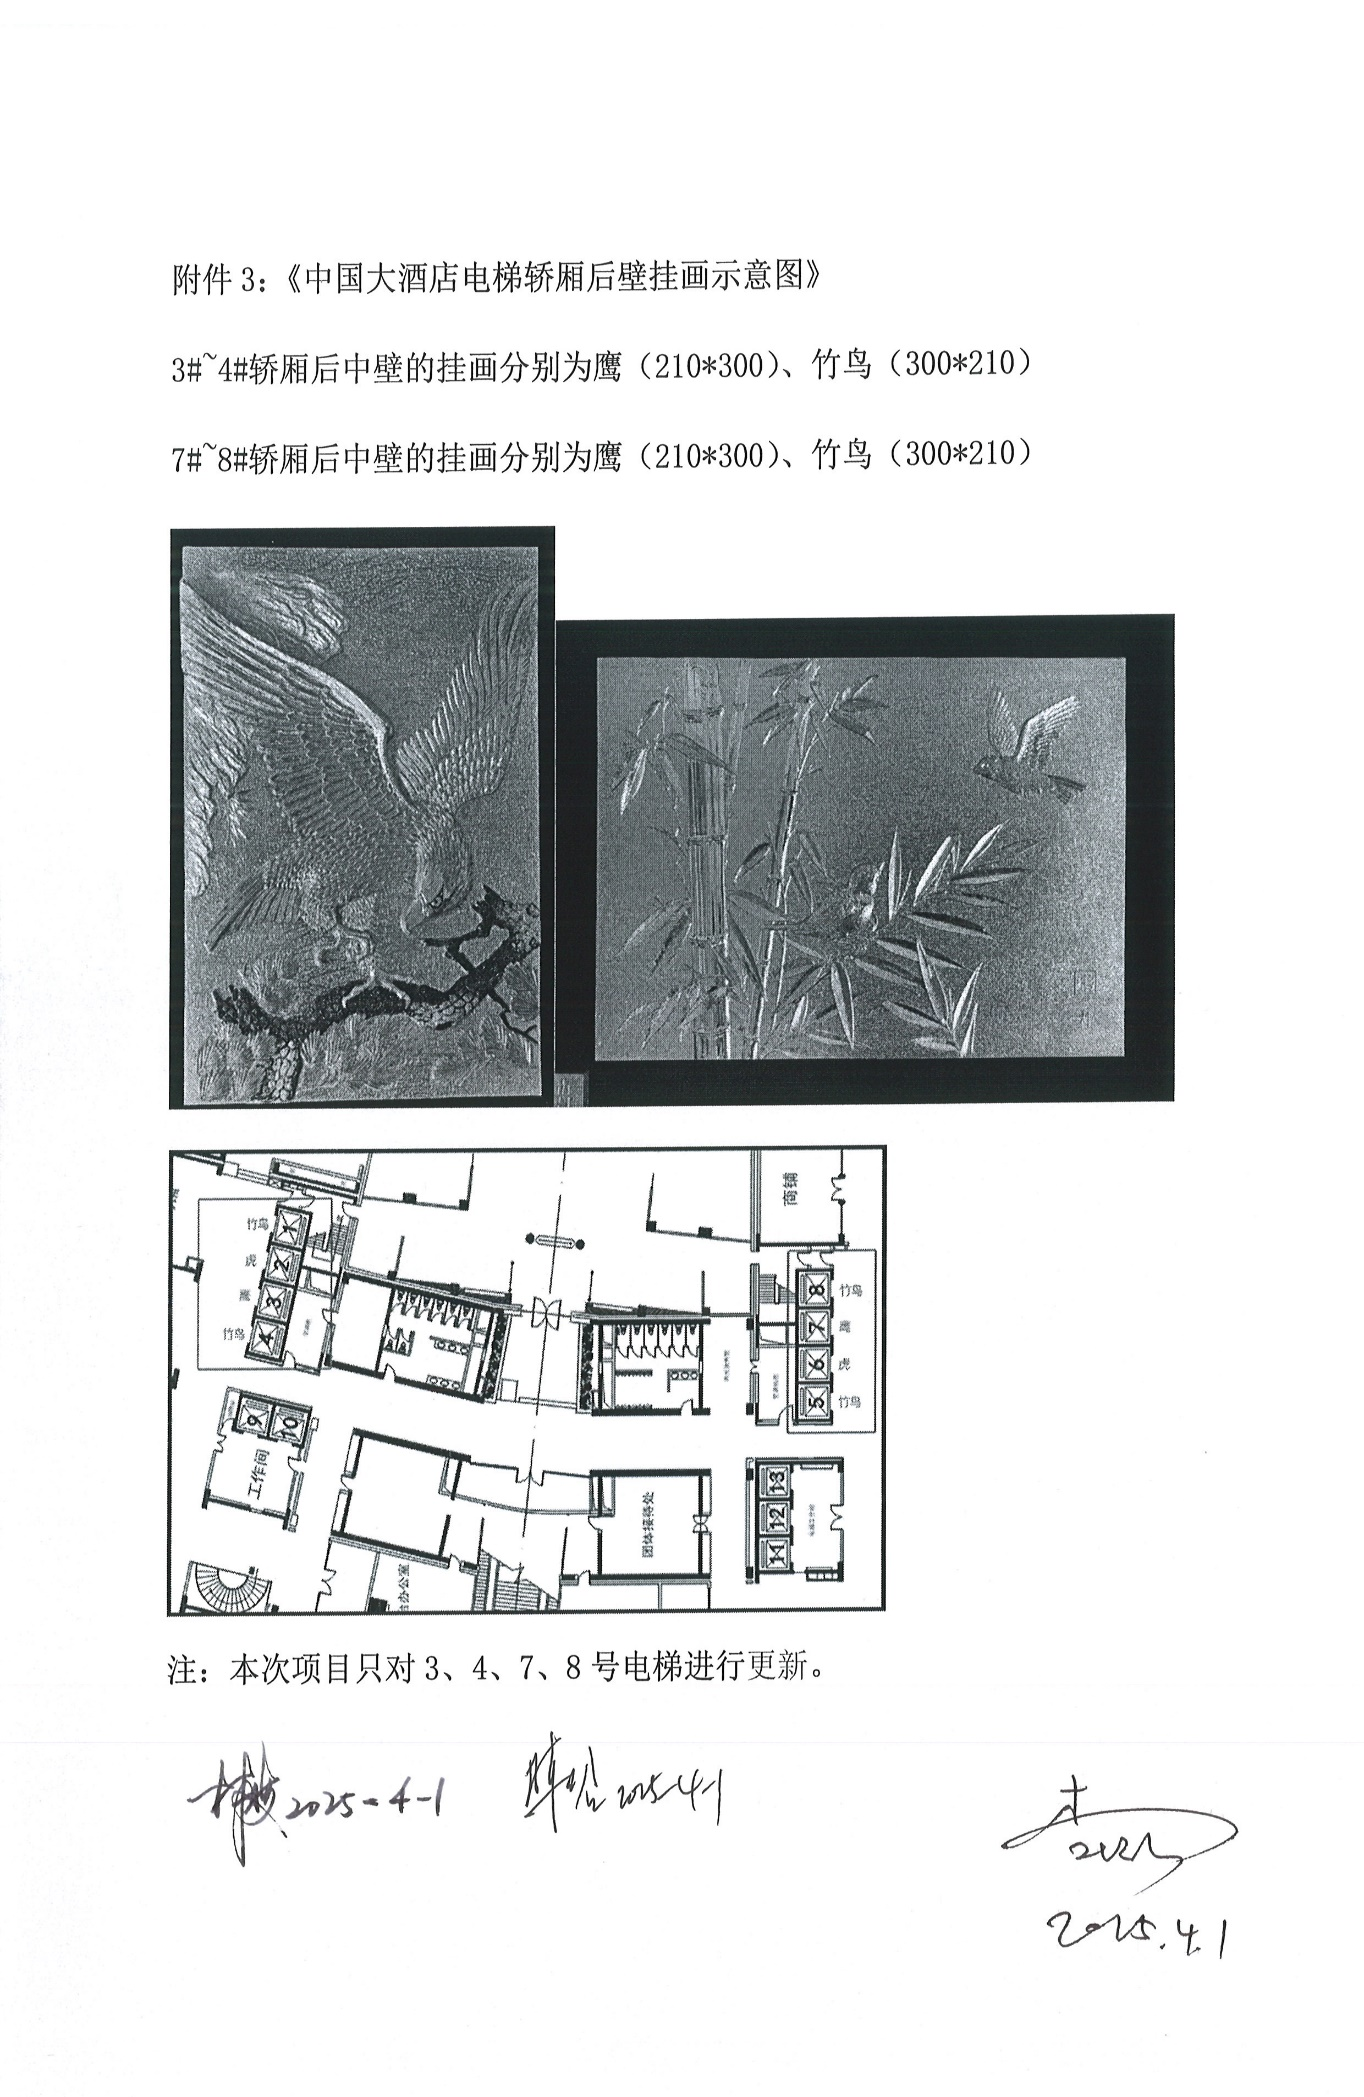 附件 3：《中国大酒店电梯轿厢后壁挂画示意图》
3#~4#轿厢后中壁的挂画分别为鹰（210*300）、竹鸟（300*210）
7#~8#轿厢后中壁的挂画分别为鹰（210*300）、竹鸟（300*210）
商铺
竹鸟 1
虎 2
鹰 3
竹鸟 4
8 竹鸟
7 鹰
6 虎
5 竹鸟
9 10
工作间
团体接待处
13
12
11
台办公室
注：本次项目只对 3、4、7、8 号电梯进行更新。
2025-4-1 2025-4-1
2025.4.1